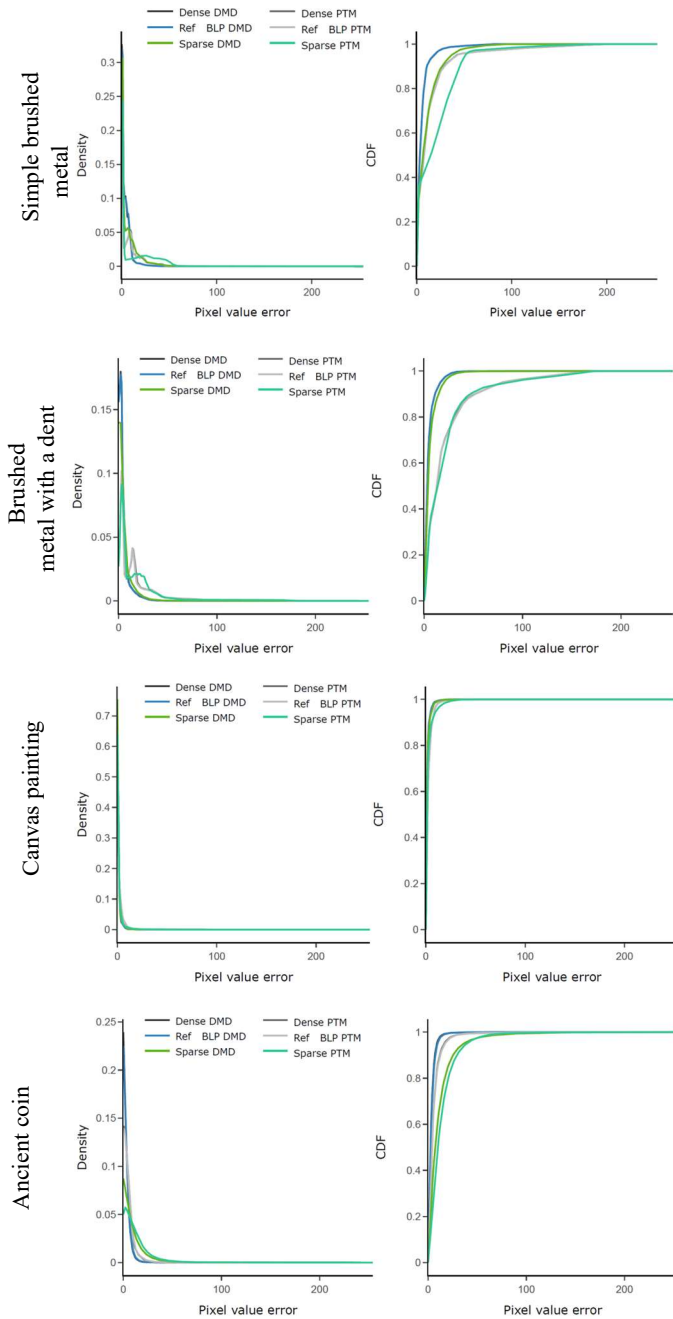 Simple brushed
metal
Dense DMD Dense PTM
Ref BLP DMD Ref BLP PTM
Sparse DMD Sparse PTM
Density
0.3
0.25
0.2
0.15
0.1
0.05
0
0 100 200
Pixel value error
CDF
1
0.8
0.6
0.4
0.2
0
0 100 200
Pixel value error
Brushed
metal with a dent
Dense DMD Dense PTM
Ref BLP DMD Ref BLP PTM
Sparse DMD Sparse PTM
Density
0.15
0.1
0.05
0
0 100 200
Pixel value error
CDF
1
0.8
0.6
0.4
0.2
0
0 100 200
Pixel value error
Canvas painting
Dense DMD Dense PTM
Ref BLP DMD Ref BLP PTM
Sparse DMD Sparse PTM
Density
0.7
0.6
0.5
0.4
0.3
0.2
0.1
0
0 100 200
Pixel value error
CDF
1
0.8
0.6
0.4
0.2
0
0 100 200
Pixel value error
Ancient coin
Dense DMD Dense PTM
Ref BLP DMD Ref BLP PTM
Sparse DMD Sparse PTM
Density
0.25
0.2
0.15
0.1
0.05
0
0 100 200
Pixel value error
CDF
1
0.8
0.6
0.4
0.2
0
0 100 200
Pixel value error